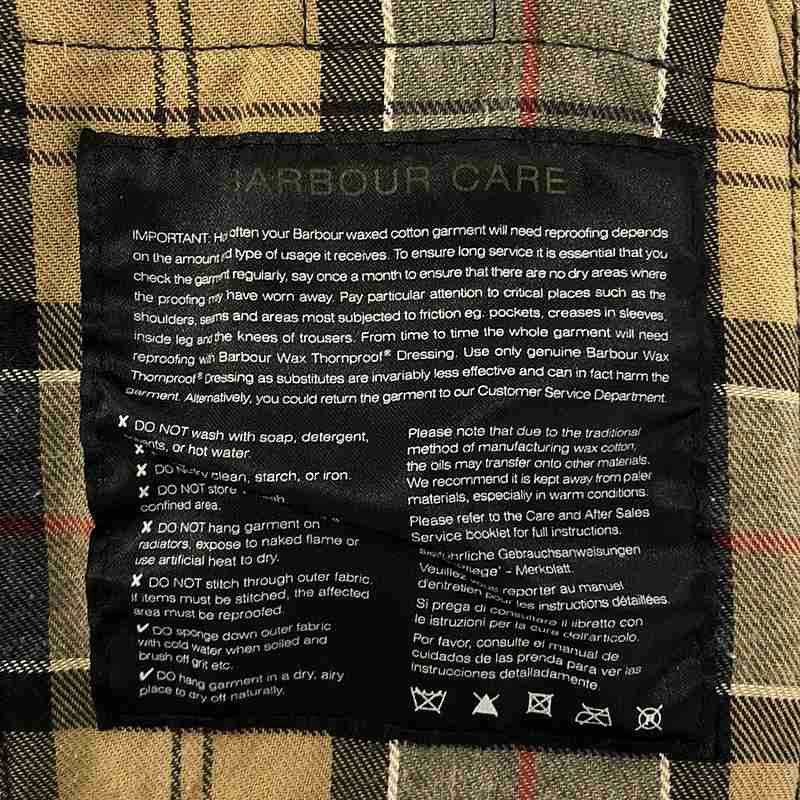 BARBOUR CARE
IMPORTANT: How often your Barbour waxed cotton garment will need reproofing depends
on the amount and type of usage it receives. To ensure long service it is essential that you
check the garment regularly, say once a month to ensure that there are no dry areas where
the proofing may have worn away. Pay particular attention to critical places such as the
shoulders, seams and areas most subjected to friction eg. pockets, creases in sleeves,
inside leg and the knees of trousers. From time to time the whole garment will need
reproofing with Barbour Wax Thornproof® Dressing. Use only genuine Barbour Wax
Thornproof® Dressing as substitutes are invariably less effective and can in fact harm the
garment. Alternatively, you could return the garment to our Customer Service Department.
✘ DO NOT wash with soap, detergent,
or hot water.
✘
✘ DO NOT dry clean, starch, or iron.
✘ DO NOT store
confined area.
✘ DO NOT hang garment on
radiators, expose to naked flame or
use artificial heat to dry.
✘ DO NOT stitch through outer fabric.
If items must be stitched, the affected
area must be reproofed.
✔ DO sponge down outer fabric
with cold water when soiled and
brush off grit etc.
✔ DO hang garment in a dry, airy
place to dry off naturally.
Please note that due to the traditional
method of manufacturing wax cotton,
the oils may transfer onto other materials.
We recommend it is kept away from paler
materials, especially in warm conditions.
Please refer to the Care and After Sales
Service booklet for full instructions.
Ausführliche Gebrauchsanweisungen
- Merkblatt.
Veuillez vous reporter au manuel
d'entretien pour les instructions détaillées.
Si prega di consultare il libretto con
le istruzioni per la cura dell'articolo.
Por favor, consulte el manual de
cuidados de las prenda para ver las
instrucciones detalladamente.